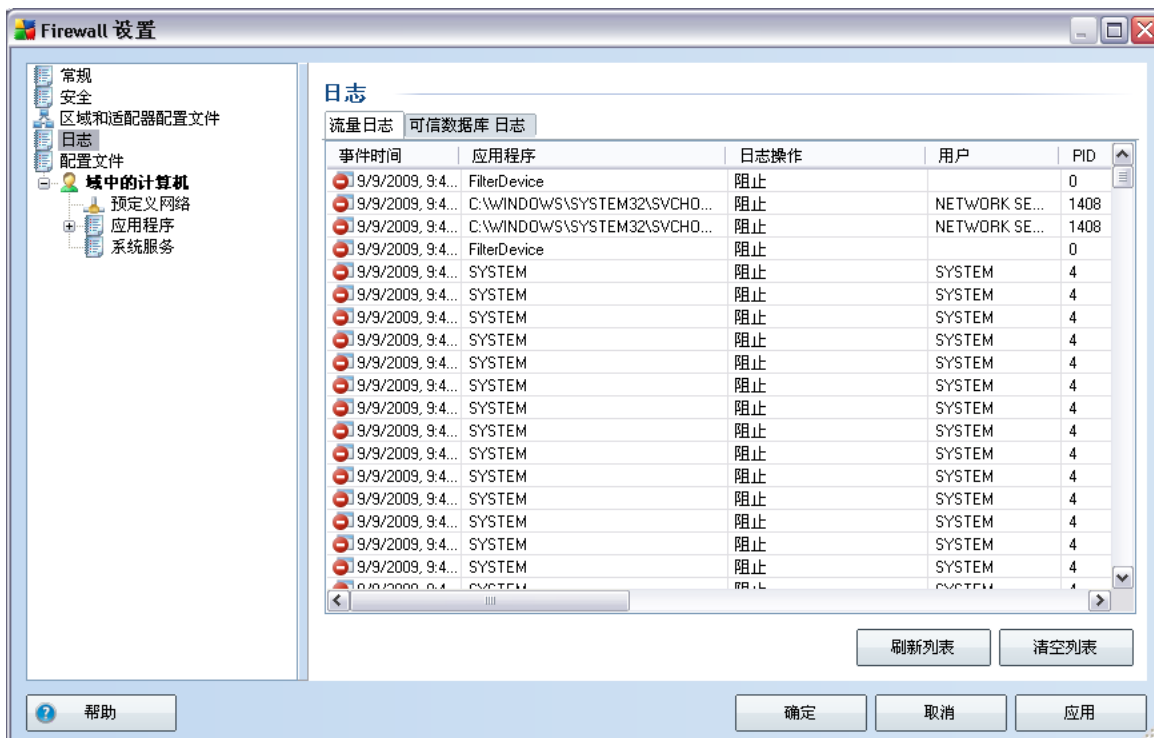 Firewall 设置
常规
安全
区域和适配器配置文件
日志
配置文件
域中的计算机
预定义网络
应用程序
系统服务
日志
流量日志 可信数据库 日志
事件时间 应用程序 日志操作 用户 PID
9/9/2009, 9:4... FilterDevice 阻止 0
9/9/2009, 9:4... C:\WINDOWS\SYSTEM32\SVCHO... 阻止 NETWORK SE... 1408
9/9/2009, 9:4... C:\WINDOWS\SYSTEM32\SVCHO... 阻止 NETWORK SE... 1408
9/9/2009, 9:4... FilterDevice 阻止 0
9/9/2009, 9:4... SYSTEM 阻止 SYSTEM 4
9/9/2009, 9:4... SYSTEM 阻止 SYSTEM 4
9/9/2009, 9:4... SYSTEM 阻止 SYSTEM 4
9/9/2009, 9:4... SYSTEM 阻止 SYSTEM 4
9/9/2009, 9:4... SYSTEM 阻止 SYSTEM 4
9/9/2009, 9:4... SYSTEM 阻止 SYSTEM 4
9/9/2009, 9:4... SYSTEM 阻止 SYSTEM 4
9/9/2009, 9:4... SYSTEM 阻止 SYSTEM 4
9/9/2009, 9:4... SYSTEM 阻止 SYSTEM 4
9/9/2009, 9:4... SYSTEM 阻止 SYSTEM 4
9/9/2009, 9:4... SYSTEM 阻止 SYSTEM 4
9/9/2009, 9:4... SYSTEM 阻止 SYSTEM 4
9/9/2009, 9:4... SYSTEM 阻止 SYSTEM 4
9/9/2009, 9:4... SYSTEM 阻止 SYSTEM 4
刷新列表 清空列表
帮助 确定 取消 应用